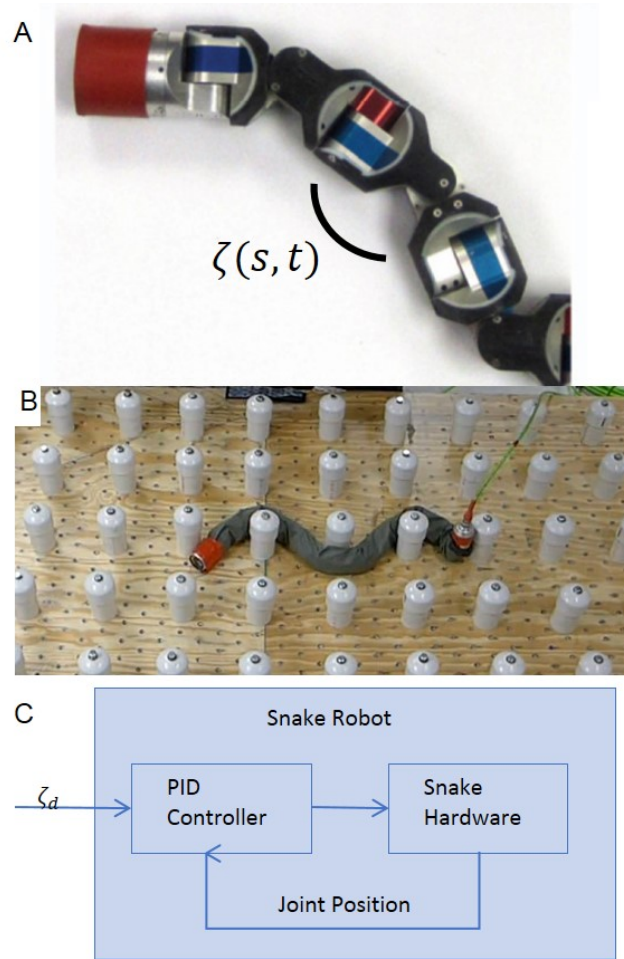 A
ζ(s, t)
B
C
Snake Robot
ζd
PID
Controller
Snake
Hardware
Joint Position